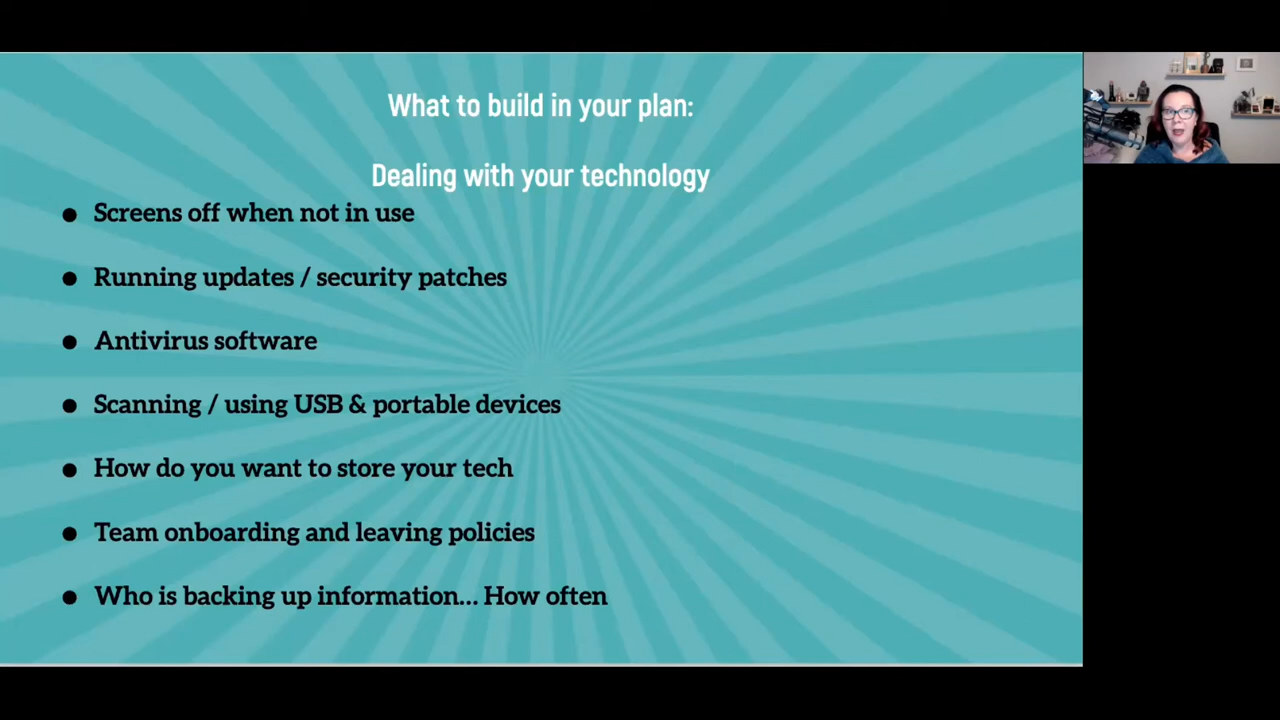 What to build in your plan:
Dealing with your technology
● Screens off when not in use
● Running updates / security patches
● Antivirus software
● Scanning / using USB & portable devices
● How do you want to store your tech
● Team onboarding and leaving policies
● Who is backing up information... How often